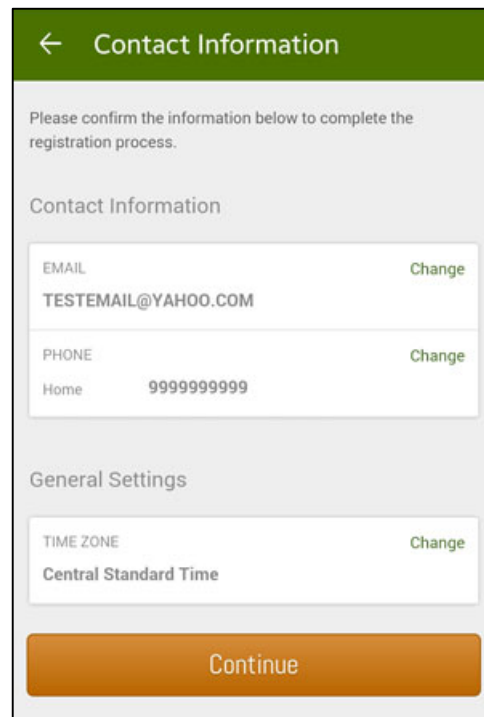 Contact Information
Please confirm the information below to complete the
registration process.
Contact Information
EMAIL Change
TESTEMAIL@YAHOO.COM
PHONE Change
Home 9999999999
General Settings
TIME ZONE Change
Central Standard Time
Continue